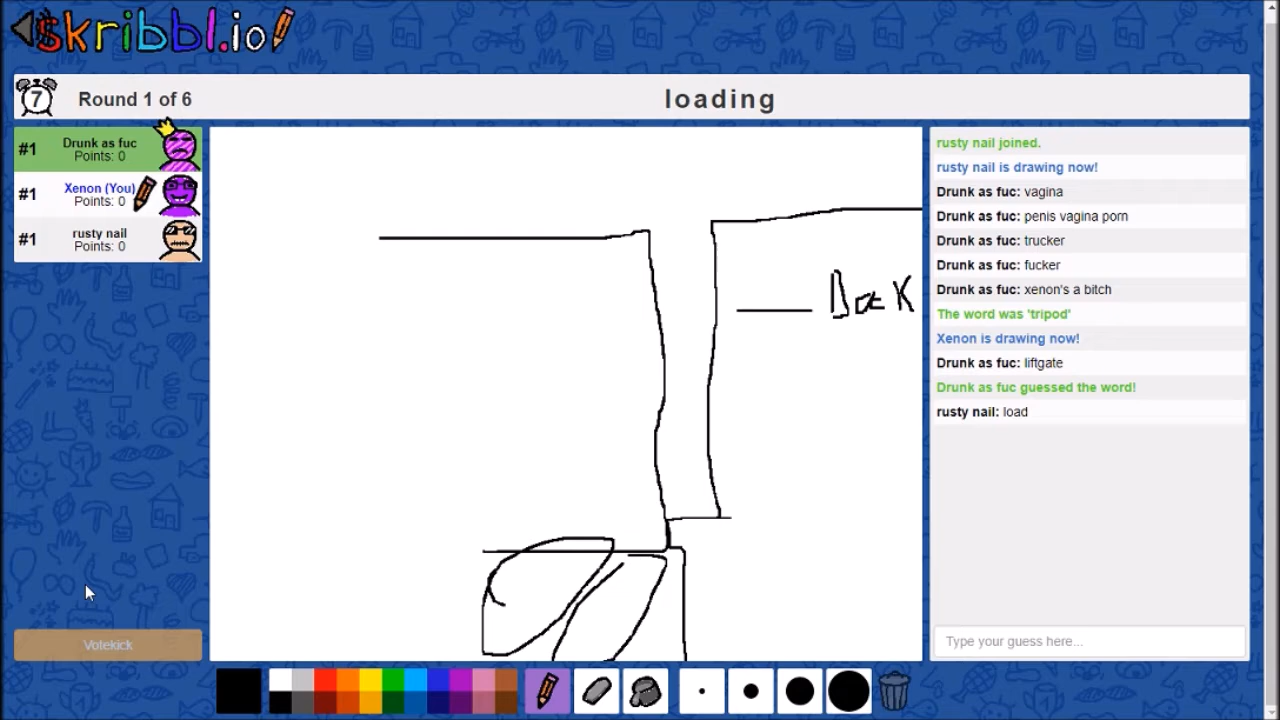 skribbl.io
7
Round 1 of 6
loading
#1
Drunk as fuc
Points: 0
#1
Xenon (You)
Points: 0
#1
rusty nail
Points: 0
Votekick
rusty nail joined.
rusty nail is drawing now!
Drunk as fuc: vagina
Drunk as fuc: penis vagina porn
Drunk as fuc: trucker
Drunk as fuc: fucker
Drunk as fuc: xenon's a bitch
The word was 'tripod'
Xenon is drawing now!
Drunk as fuc: liftgate
Drunk as fuc guessed the word!
rusty nail: load
Type your guess here...